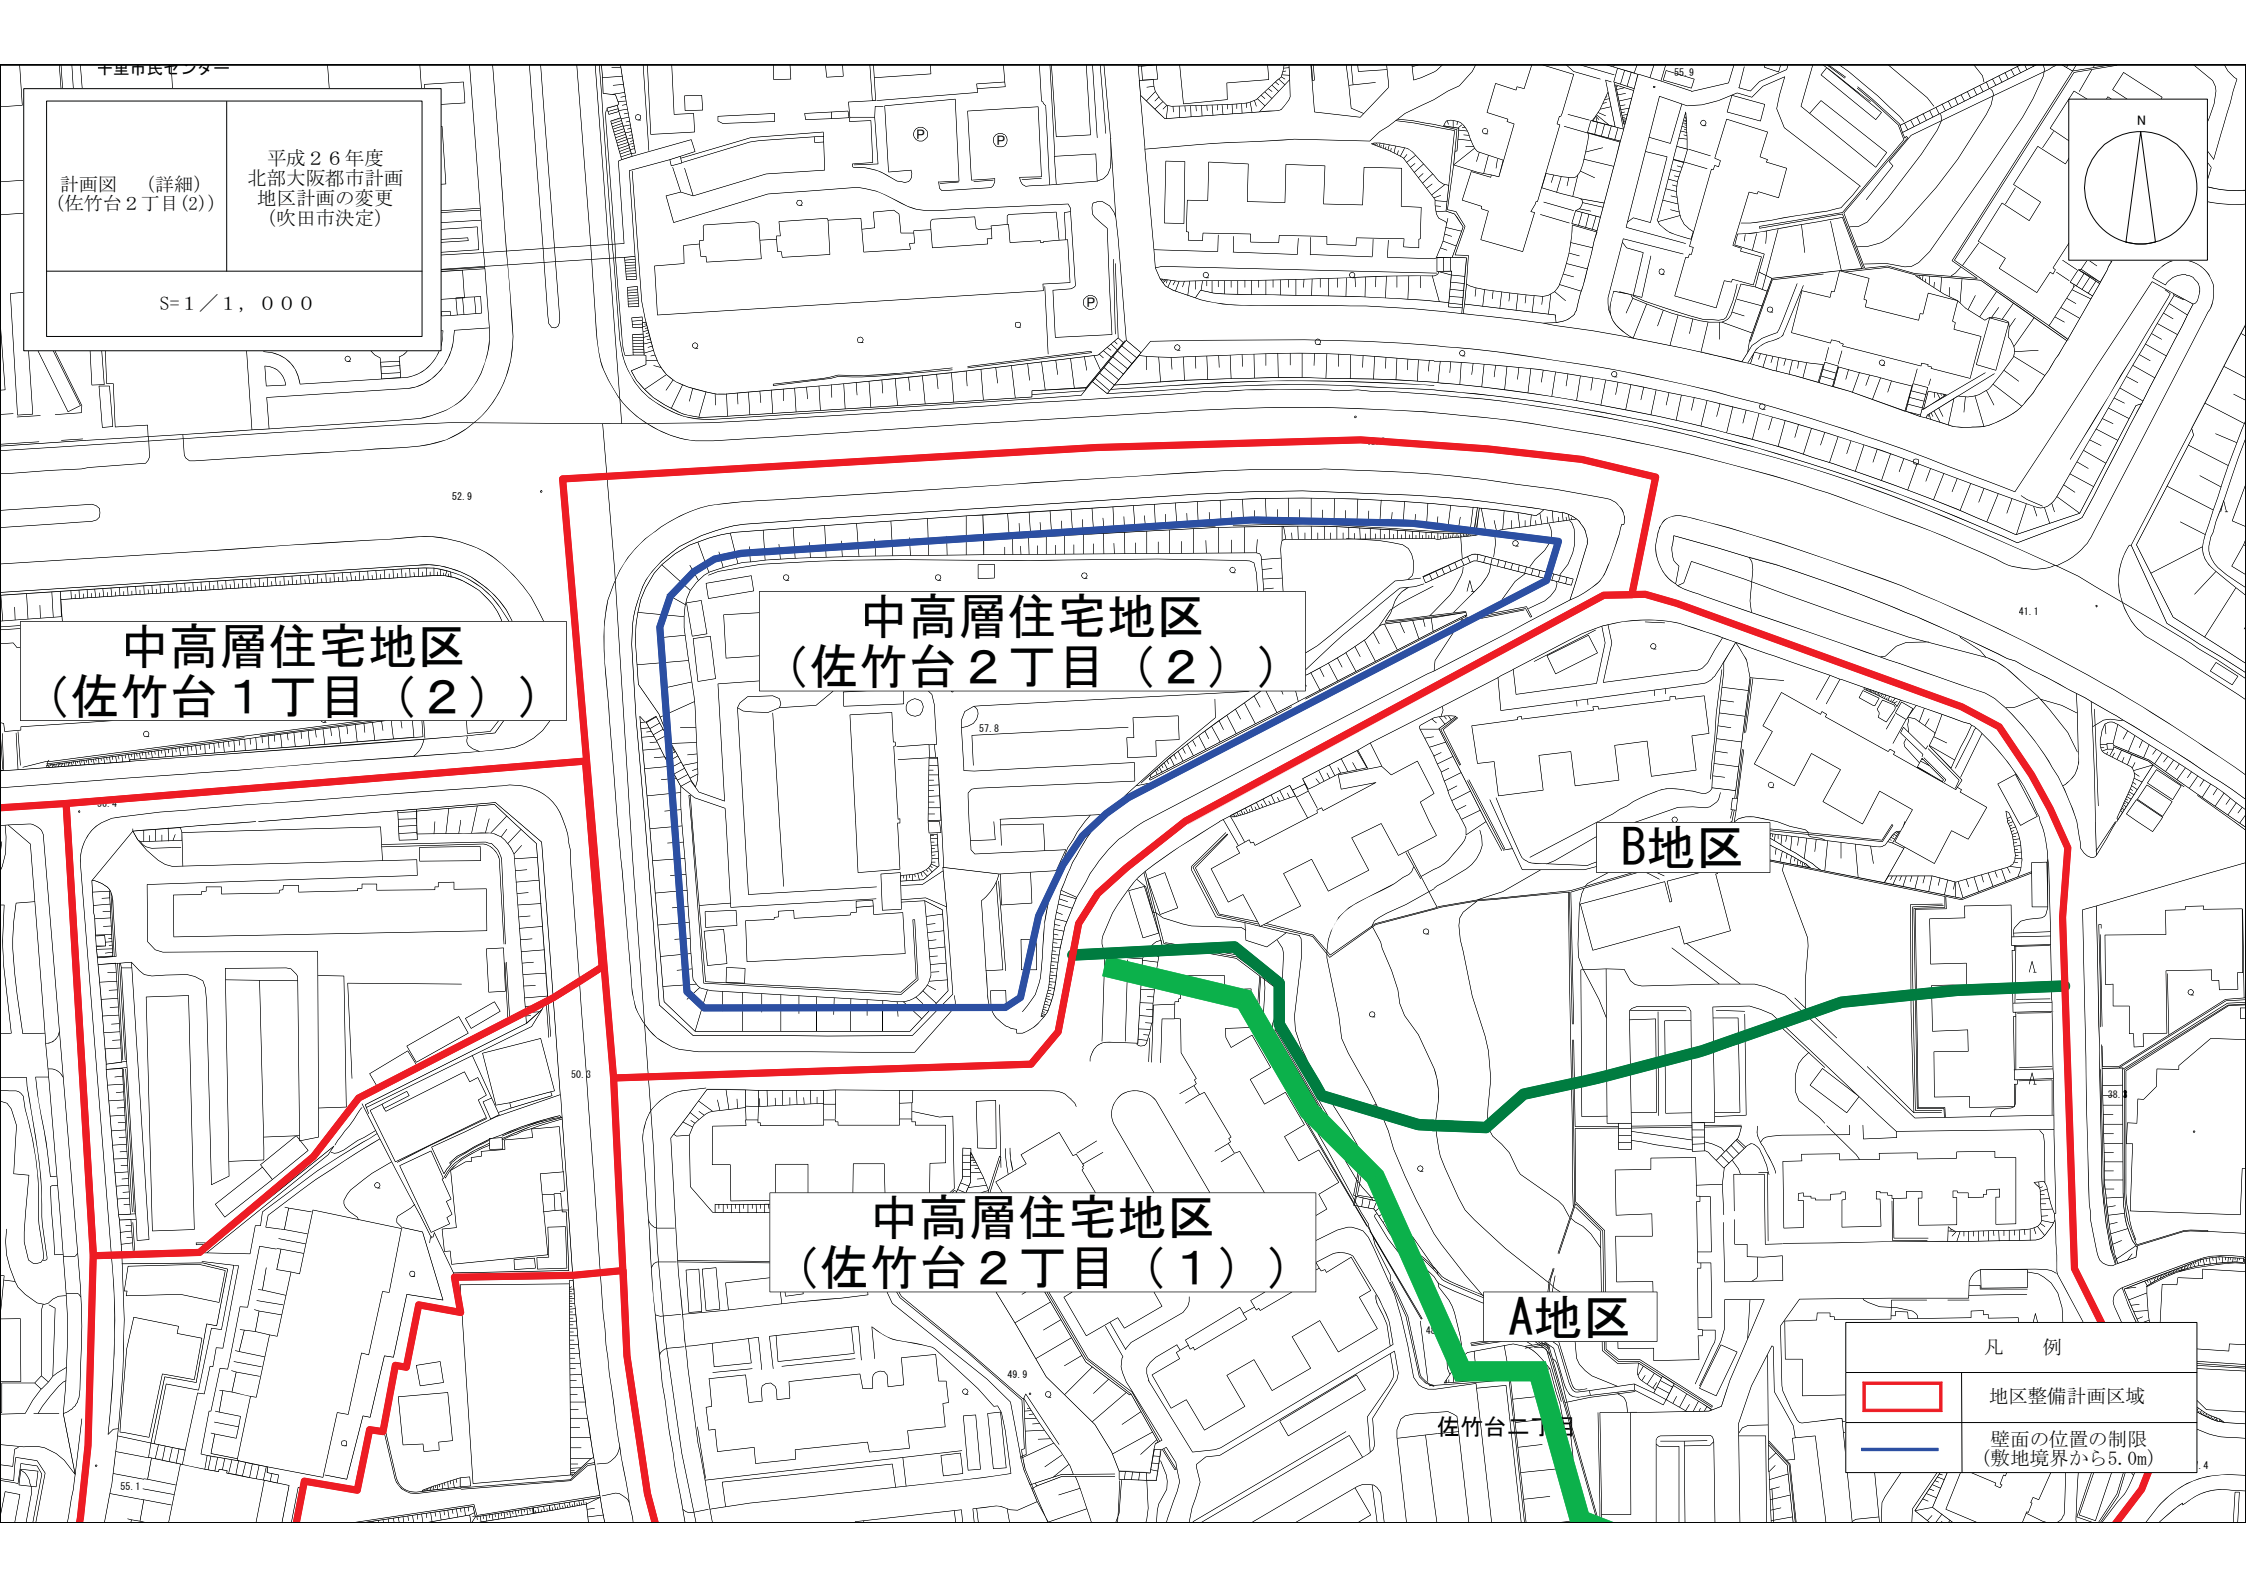 千里市民センター
計画図　（詳細）
（佐竹台２丁目(2)）
平成２６年度
北部大阪都市計画
地区計画の変更
（吹田市決定）
S=１／１，０００
N
55.9
P
P
P
52.9
41.1
中高層住宅地区
（佐竹台１丁目（２））
中高層住宅地区
（佐竹台２丁目（２））
57.8
B地区
50.3
38.3
中高層住宅地区
（佐竹台２丁目（１））
A地区
49.9
佐竹台二丁目
55.1
凡　例
地区整備計画区域
壁面の位置の制限
（敷地境界から5.0m）